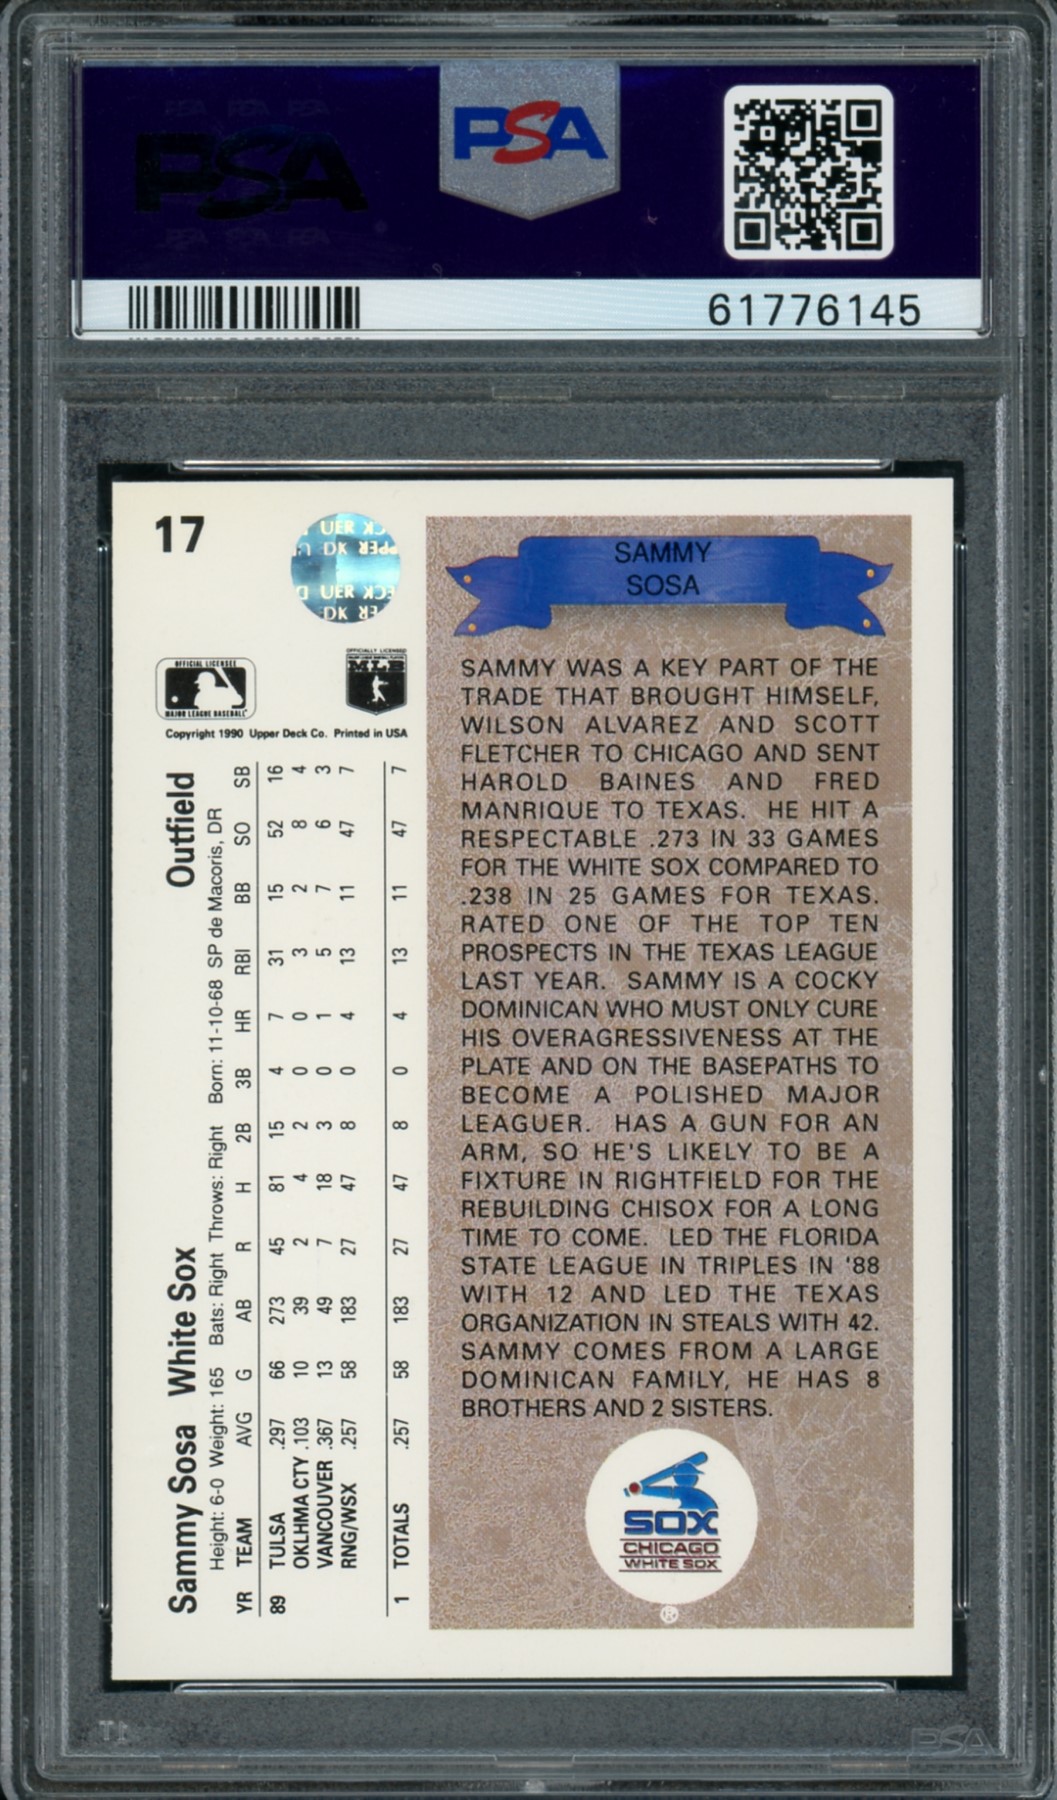 PSA
PSA
61776145
17
SAMMY
SOSA
OFFICIAL LICENSEE
MAJOR LEAGUE BASEBALL
OFFICIALLY LICENSED
MLB
Copyright 1990 Upper Deck Co. Printed in USA
SAMMY WAS A KEY PART OF THE
TRADE THAT BROUGHT HIMSELF,
WILSON ALVAREZ AND SCOTT
FLETCHER TO CHICAGO AND SENT
HAROLD BAINES AND FRED
MANRIQUE TO TEXAS. HE HIT A
RESPECTABLE .273 IN 33 GAMES
FOR THE WHITE SOX COMPARED TO
.238 IN 25 GAMES FOR TEXAS.
RATED ONE OF THE TOP TEN
PROSPECTS IN THE TEXAS LEAGUE
LAST YEAR. SAMMY IS A COCKY
DOMINICAN WHO MUST ONLY CURE
HIS OVERAGRESSIVENESS AT THE
PLATE AND ON THE BASEPATHS TO
BECOME A POLISHED MAJOR
LEAGUER. HAS A GUN FOR AN
ARM, SO HE'S LIKELY TO BE A
FIXTURE IN RIGHTFIELD FOR THE
REBUILDING CHISOX FOR A LONG
TIME TO COME. LED THE FLORIDA
STATE LEAGUE IN TRIPLES IN '88
WITH 12 AND LED THE TEXAS
ORGANIZATION IN STEALS WITH 42.
SAMMY COMES FROM A LARGE
DOMINICAN FAMILY, HE HAS 8
BROTHERS AND 2 SISTERS.
SOX
CHICAGO
WHITE SOX
®
Sammy Sosa White Sox Outfield
Height: 6-0 Weight: 165 Bats: Right Throws: Right Born: 11-10-68 SP de Macoris, DR
YR TEAM AVG G AB R H 2B 3B HR RBI BB SO SB
89 TULSA .297 66 273 45 81 15 4 7 31 15 52 16
OKLHMA CTY .103 10 39 2 4 2 0 0 3 2 8 4
VANCOUVER .367 13 49 7 18 3 0 1 5 7 6 3
RNG/WSX .257 58 183 27 47 8 0 4 13 11 47 7
1 TOTALS .257 58 183 27 47 8 0 4 13 11 47 7
PSA